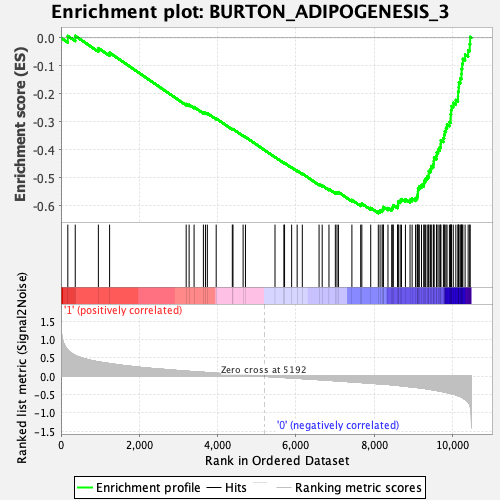 Enrichment plot: BURTON_ADIPOGENESIS_3
Enrichment score (ES)
0.0
-0.1
-0.2
-0.3
-0.4
-0.5
-0.6
'1' (positively correlated)
Ranked list metric (Signal2Noise)
1.5
1.0
0.5
0.0
-0.5
-1.0
-1.5
Zero cross at 5192
'0' (negatively correlated)
0
2,000
4,000
6,000
8,000
10,000
Rank in Ordered Dataset
Enrichment profile
Hits
Ranking metric scores